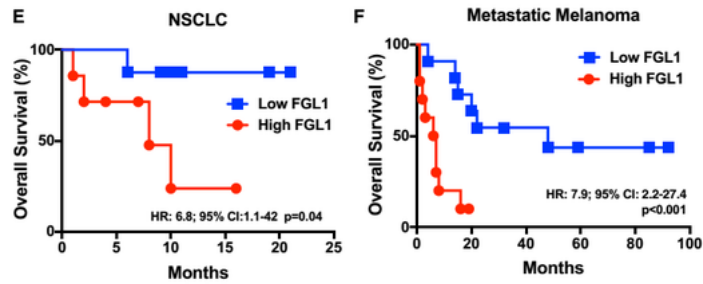 E
NSCLC
Overall Survival (%)
100
50
0
Low FGL1
High FGL1
HR: 6.8; 95% CI:1.1-42 p=0.04
0 5 10 15 20 25
Months
F
Metastatic Melanoma
Overall Survival (%)
100
50
0
Low FGL1
High FGL1
HR: 7.9; 95% CI: 2.2-27.4
p<0.001
0 20 40 60 80 100
Months